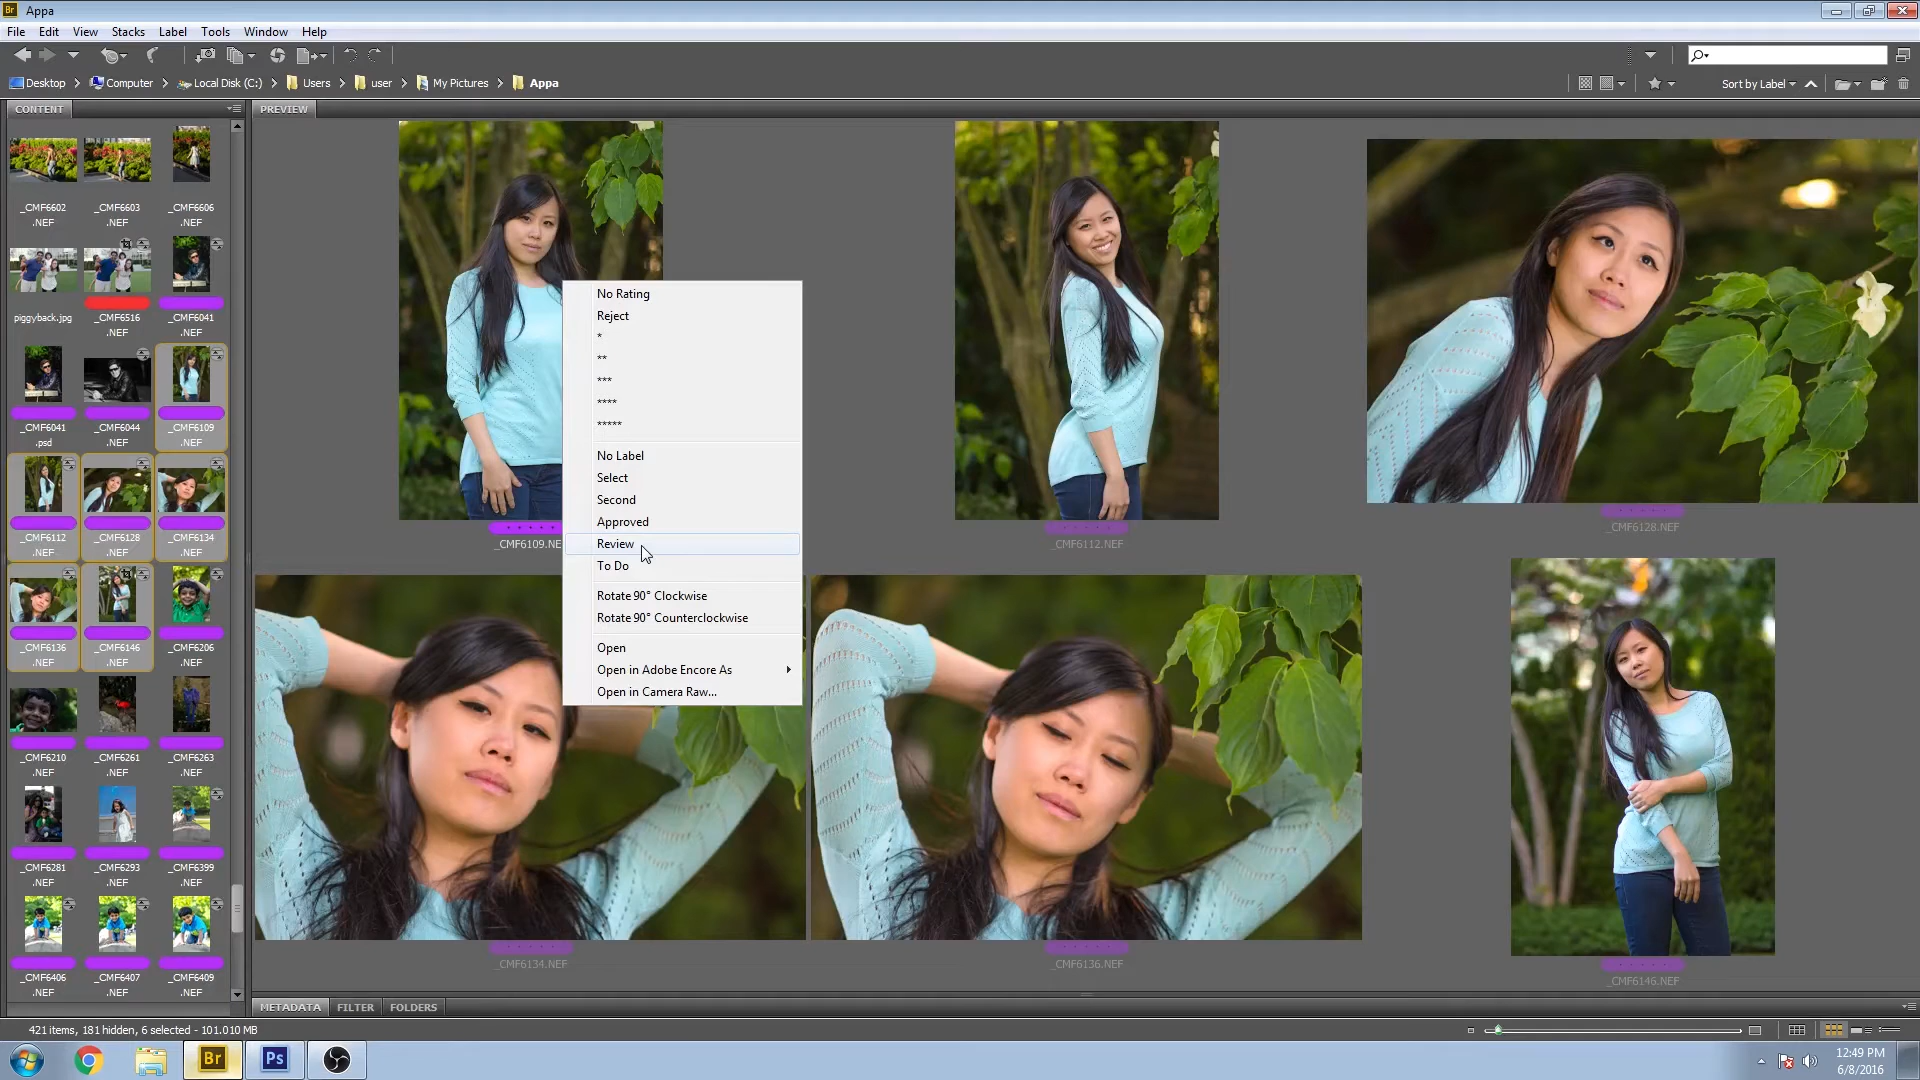 Br Appa
File Edit View Stacks Label Tools Window Help
Desktop Computer Local Disk (C:) Users user My Pictures Appa
Sort by Label
CONTENT
PREVIEW
_CMF6602 .NEF
_CMF6603 .NEF
_CMF6606 .NEF
piggyback.jpg
_CMF6516 .NEF
_CMF6041 .NEF
_CMF6041 .psd
_CMF6044 .NEF
_CMF6109 .NEF
_CMF6112 .NEF
_CMF6128 .NEF
_CMF6134 .NEF
_CMF6136 .NEF
_CMF6146 .NEF
_CMF6206 .NEF
_CMF6210 .NEF
_CMF6261 .NEF
_CMF6263 .NEF
_CMF6281 .NEF
_CMF6293 .NEF
_CMF6399 .NEF
_CMF6406 .NEF
_CMF6407 .NEF
_CMF6409 .NEF
No Rating
Reject
*
**
***
****
*****
No Label
Select
Second
Approved
Review
To Do
Rotate 90° Clockwise
Rotate 90° Counterclockwise
Open
Open in Adobe Encore As
Open in Camera Raw...
_CMF6109.NEF
_CMF6112.NEF
_CMF6128.NEF
_CMF6134.NEF
_CMF6136.NEF
_CMF6146.NEF
METADATA FILTER FOLDERS
421 items, 181 hidden, 6 selected - 101.010 MB
Br Ps
12:49 PM
6/8/2016